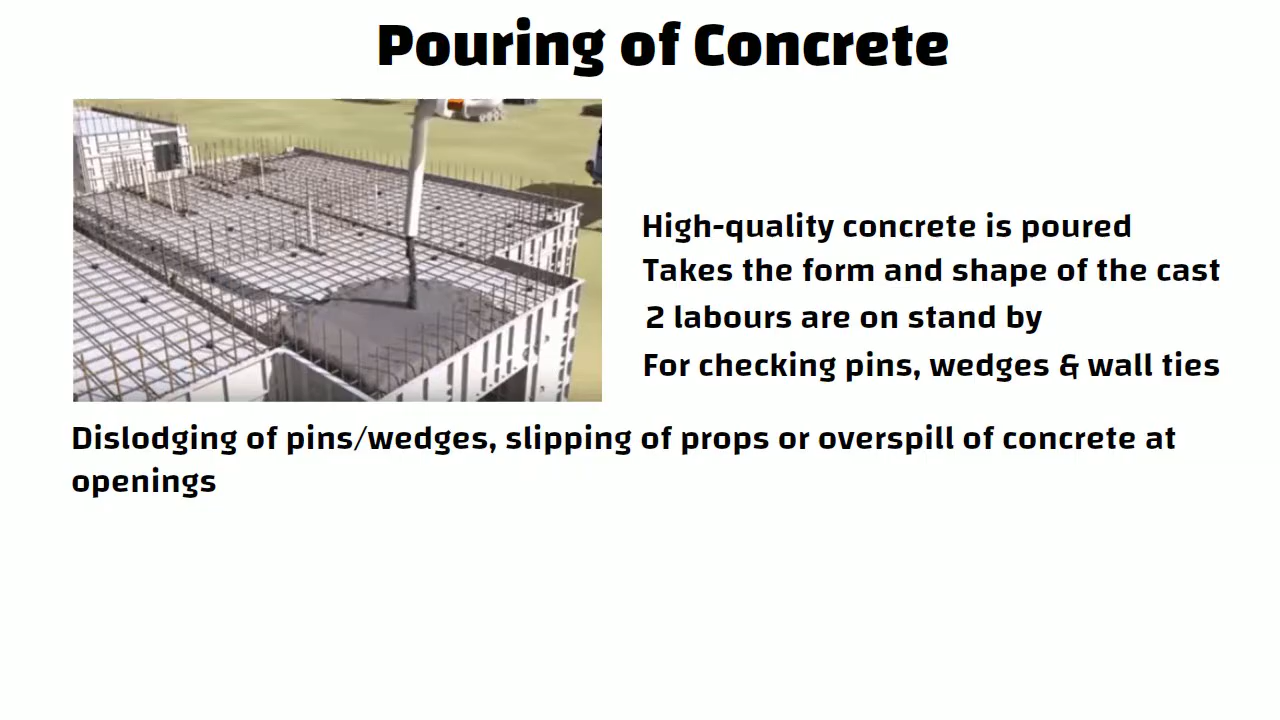 Pouring of Concrete
High-quality concrete is poured
Takes the form and shape of the cast
2 labours are on stand by
For checking pins, wedges & wall ties
Dislodging of pins/wedges, slipping of props or overspill of concrete at
openings